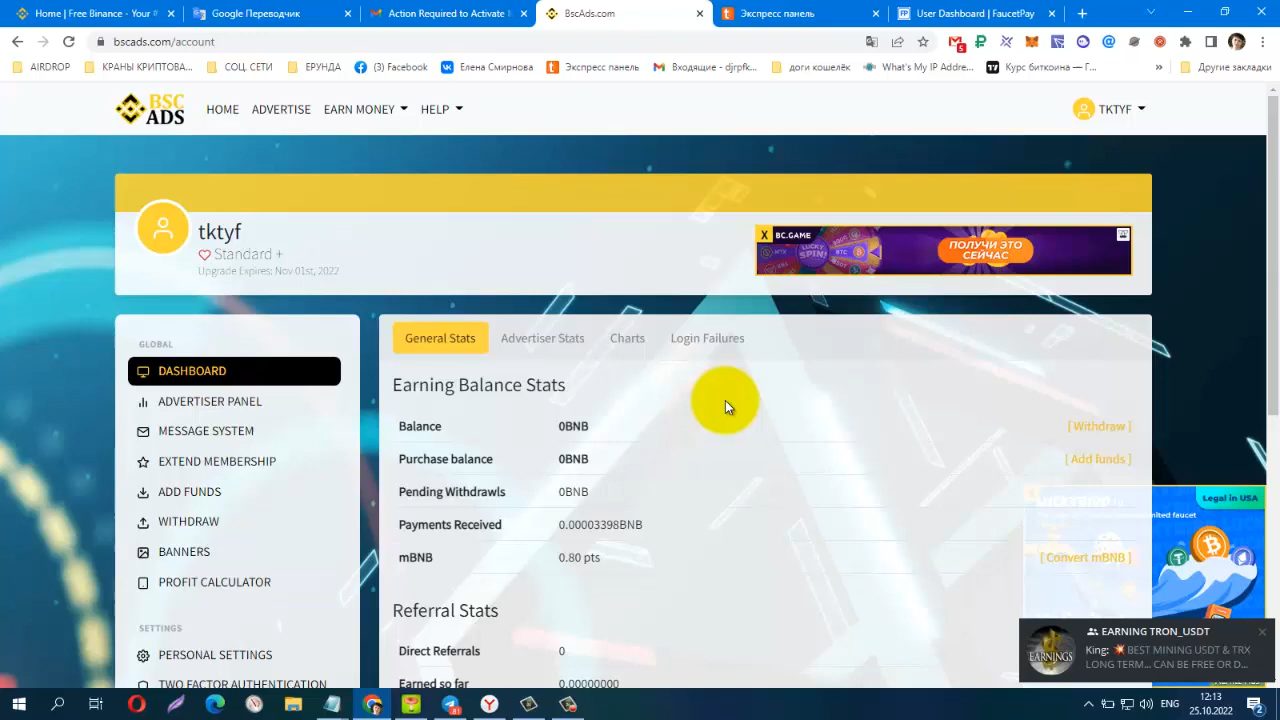 Home | Free Binance - Your #
Google Переводчик
Action Required to Activate M
BscAds.com
Экспресс панель
User Dashboard | FaucetPay
bscads.com/account
AIRDROP
КРАНЫ КРИПТОВА...
СОЦ. СЕТИ
ЕРУНДА
(3) Facebook
Елена Смирнова
Экспресс панель
Входящие - djrpfk...
доги кошелёк
What's My IP Addre...
Курс биткоина — Г...
Другие закладки
BSC ADS
HOME
ADVERTISE
EARN MONEY
HELP
TKTYF
tktyf
Standard +
Upgrade Expires: Nov 01st, 2022
X BC.GAME
LUCKY SPIN!
BTC
ПОЛУЧИ ЭТО
СЕЙЧАС
GLOBAL
DASHBOARD
ADVERTISER PANEL
MESSAGE SYSTEM
EXTEND MEMBERSHIP
ADD FUNDS
WITHDRAW
BANNERS
PROFIT CALCULATOR
SETTINGS
PERSONAL SETTINGS
TWO FACTOR AUTHENTICATION
General Stats
Advertiser Stats
Charts
Login Failures
Earning Balance Stats
Balance 0BNB [ Withdraw ]
Purchase balance 0BNB [ Add funds ]
Pending Withdrawls 0BNB
Payments Received 0.00003398BNB
mBNB 0.80 pts [ Convert mBNB ]
Referral Stats
Direct Referrals 0
Earned so far 0.00000000
Legal in USA
EARNING TRON_USDT
King: 💥BEST MINING USDT & TRX
LONG TERM... CAN BE FREE OR D...
EARNINGS
ENG
12:13
25.10.2022
2